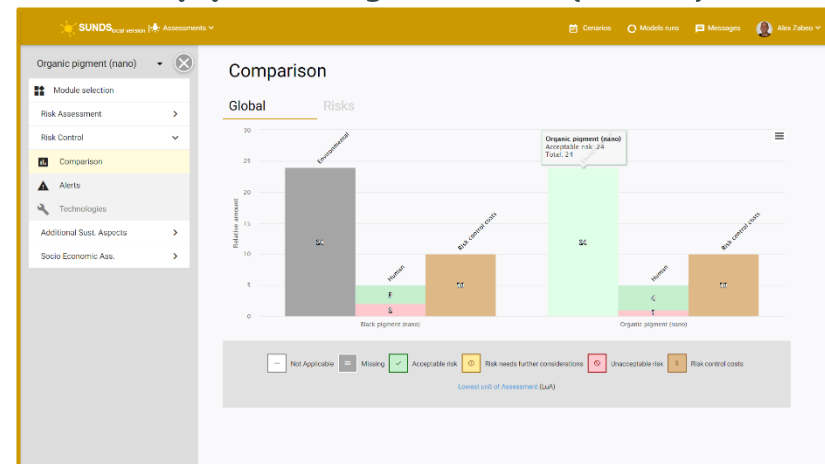 SUNDS local version Assessments
Cenarios Models runs Messages Alex Zabeo
Organic pigment (nano)
Module selection
Risk Assessment
Risk Control
Comparison
Alerts
Technologies
Additional Sust. Aspects
Socio Economic Ass.
Comparison
Global Risks
30
25
20
15
10
5
0
Relative amount
Environmental
Human
Risk control costs
Black pigment (nano)
Organic pigment (nano)
Acceptable risk: 24
Total: 24
Human
Risk control costs
Organic pigment (nano)
Not Applicable Missing Acceptable risk Risk needs further considerations Unacceptable risk Risk control costs
Lowest unit of Assessment (LuA)